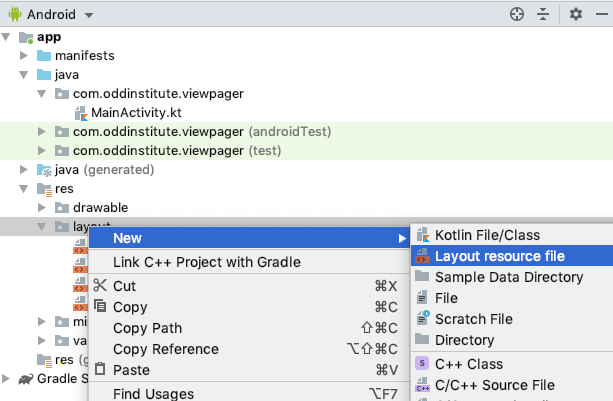 Android
app
manifests
java
com.oddinstitute.viewpager
MainActivity.kt
com.oddinstitute.viewpager (androidTest)
com.oddinstitute.viewpager (test)
java (generated)
res
drawable
layout
New
Kotlin File/Class
Layout resource file
Link C++ Project with Gradle
Sample Data Directory
Cut ⌘X
File
Copy ⌘C
Scratch File
Copy Path ⇧⌘C
Directory
mi
Copy Reference ⌥⇧⌘C
va
Paste ⌘V
C++ Class
res (g
Gradle S
C/C++ Source File
Find Usages ⌥F7